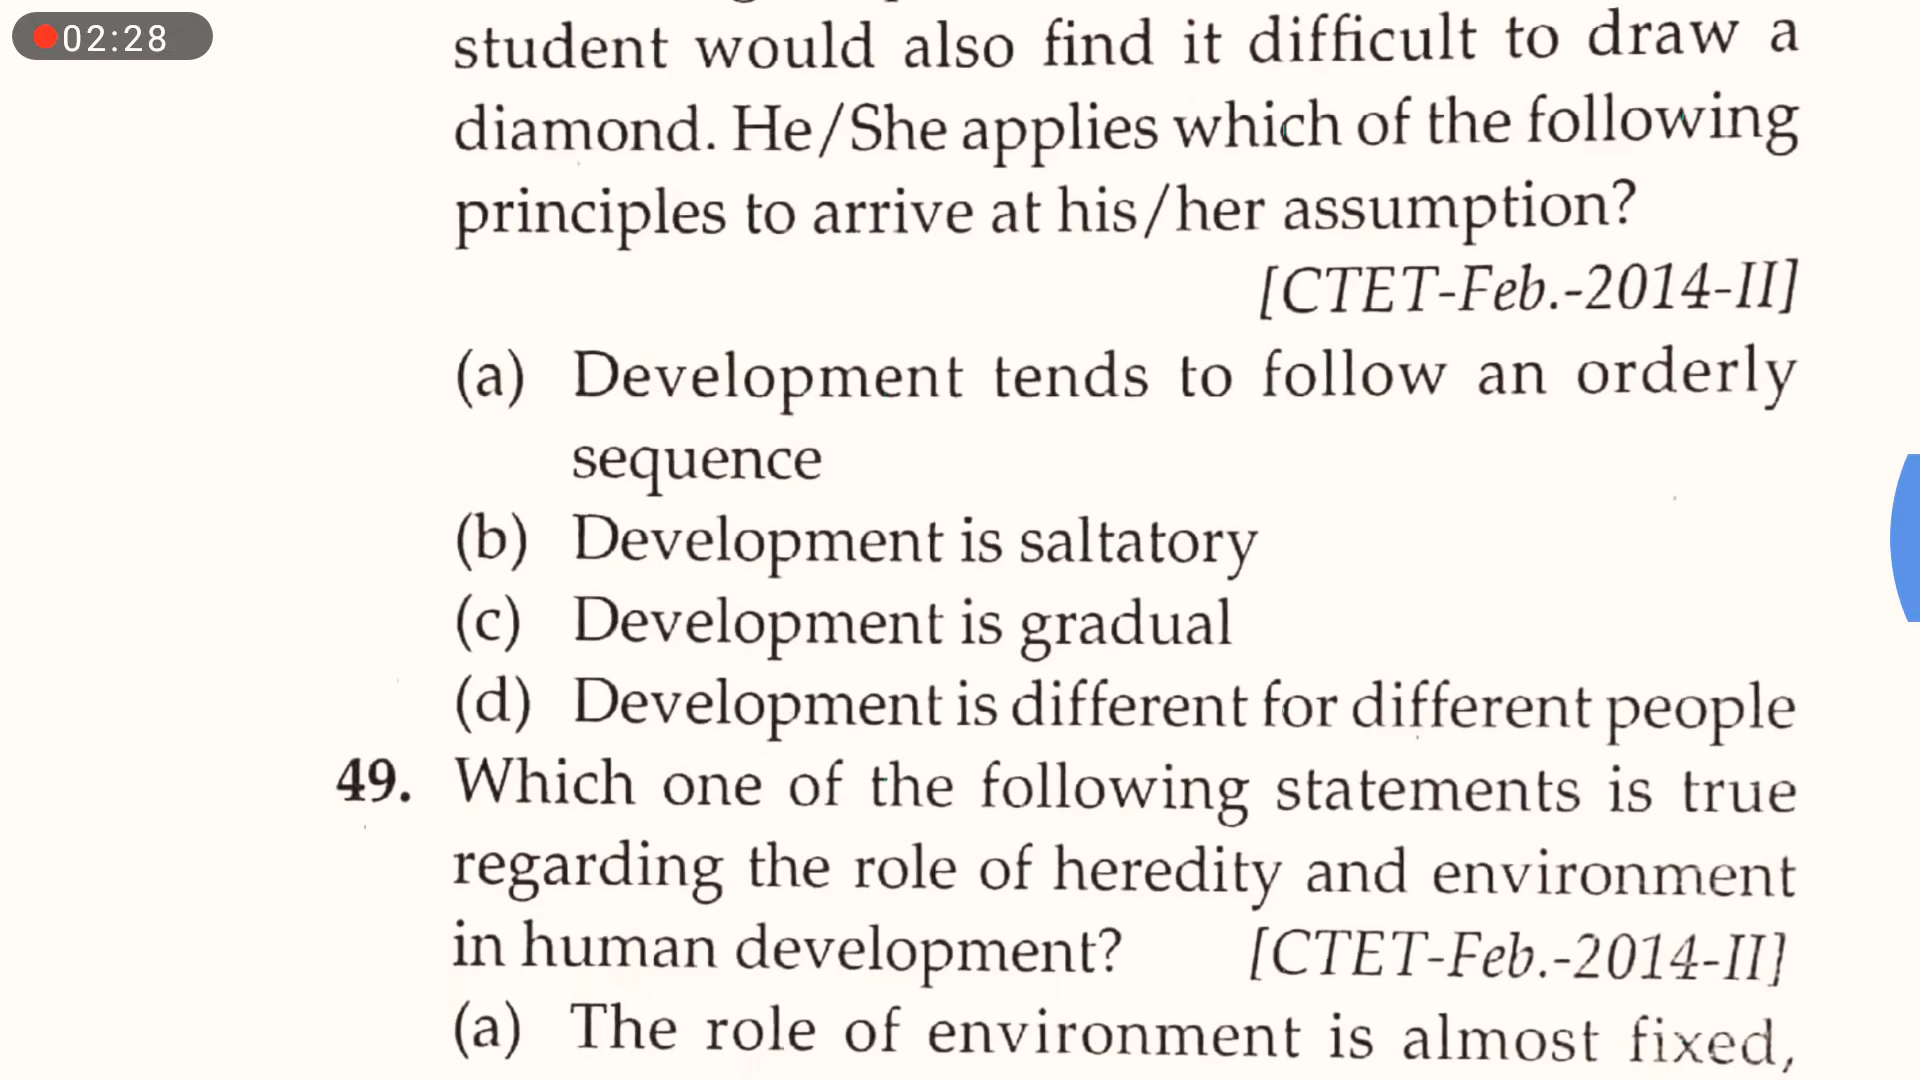 02:28
student would also find it difficult to draw a
diamond. He/She applies which of the following
principles to arrive at his/her assumption?
[CTET-Feb.-2014-II]
(a) Development tends to follow an orderly
sequence
(b) Development is saltatory
(c) Development is gradual
(d) Development is different for different people
49. Which one of the following statements is true
regarding the role of heredity and environment
in human development? [CTET-Feb.-2014-II]
(a) The role of environment is almost fixed,